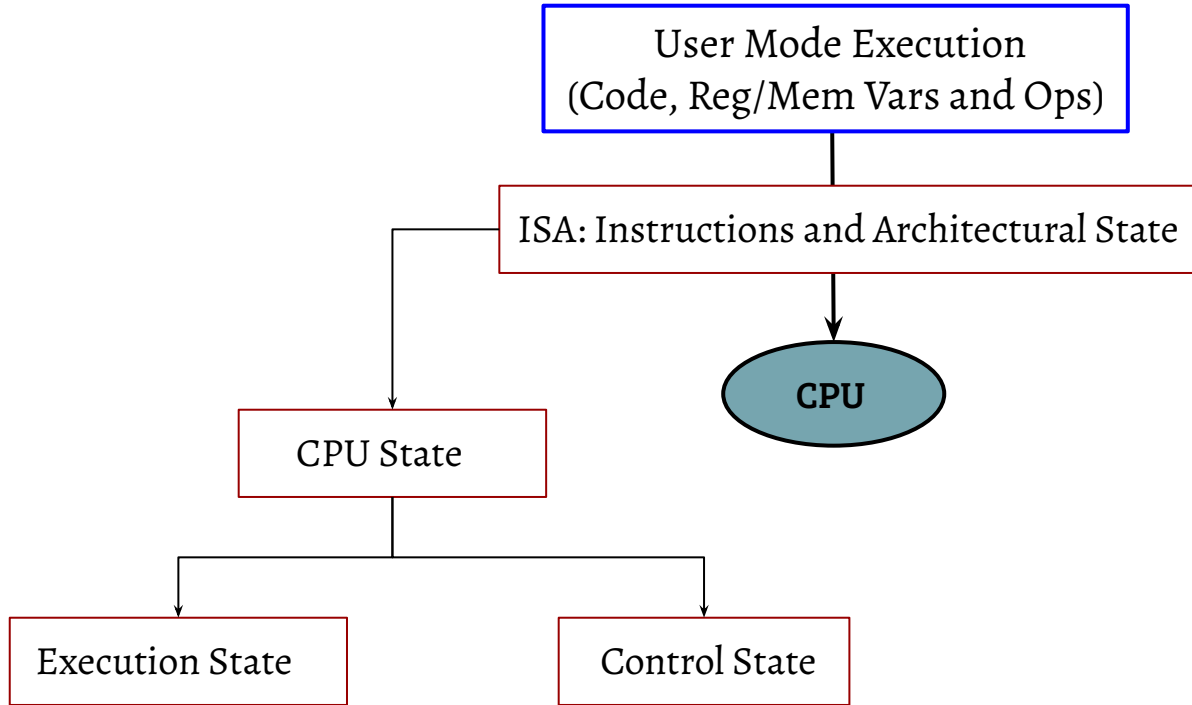 User Mode Execution
(Code, Reg/Mem Vars and Ops)
ISA: Instructions and Architectural State
CPU
CPU State
Execution State
Control State